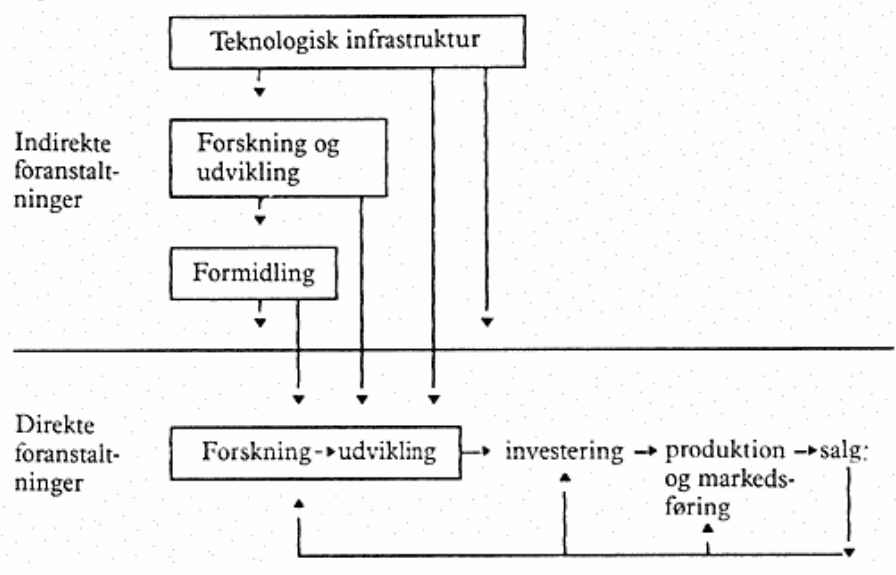 Teknologisk infrastruktur
Indirekte
foranstalt-
ninger
Forskning og
udvikling
Formidling
Direkte
foranstalt-
ninger
Forskning → udvikling → investering → produktion → salg
og markeds-
føring